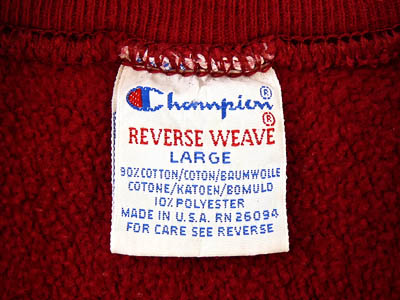 Champion®
®
REVERSE WEAVE
LARGE
90% COTTON/COTON/BAUMWOLLE
COTONE/KATOEN/BOMULD
10% POLYESTER
MADE IN U.S.A. RN 26094
FOR CARE SEE REVERSE